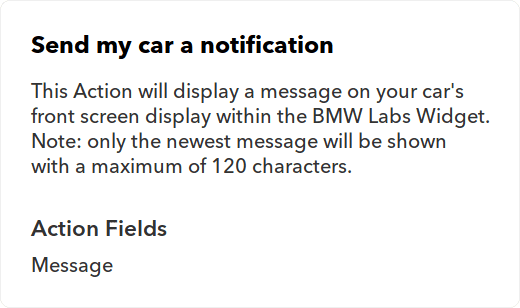 Send my car a notification
This Action will display a message on your car's
front screen display within the BMW Labs Widget.
Note: only the newest message will be shown
with a maximum of 120 characters.
Action Fields
Message